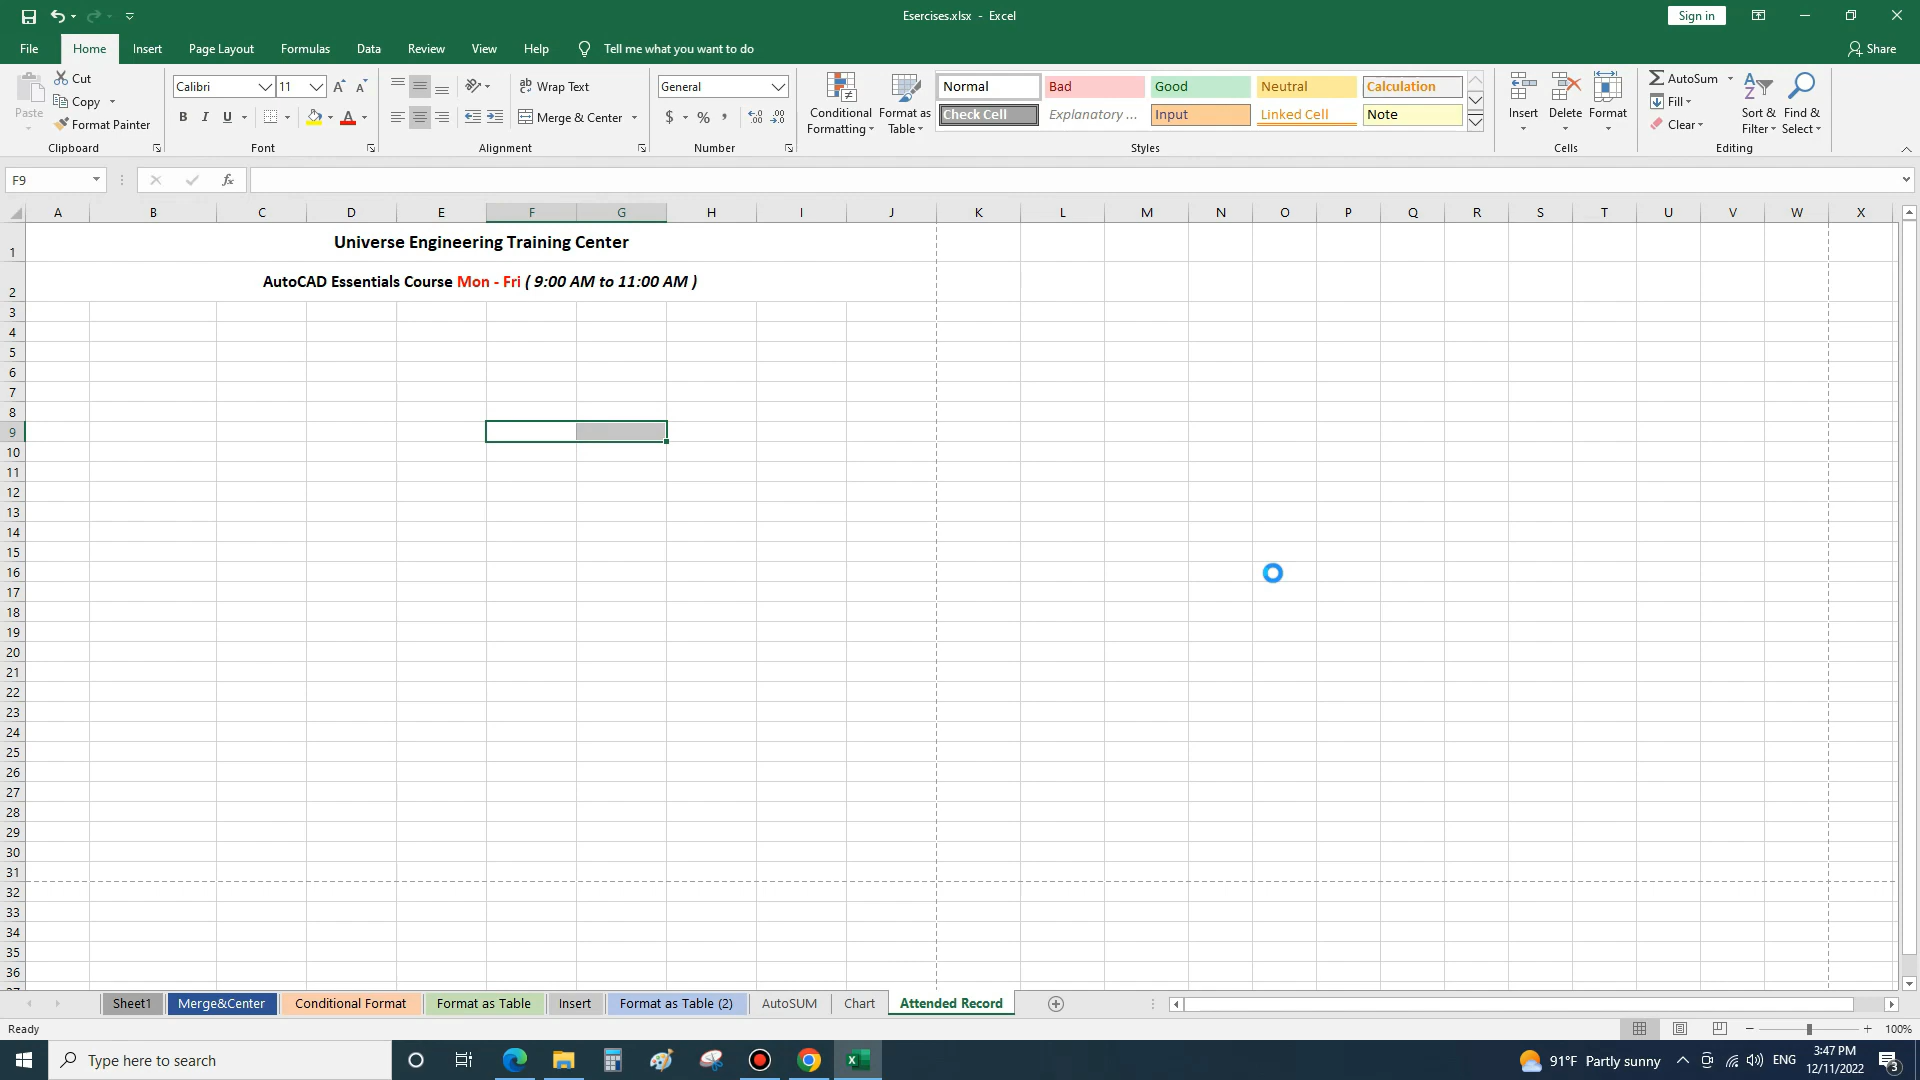 Esercises.xlsx - Excel
Sign in
File Home Insert Page Layout Formulas Data Review View Help Tell me what you want to do Share
Paste
Cut
Copy
Format Painter
Clipboard
Calibri 11 A A
B I U A
Font
Wrap Text
Merge & Center
Alignment
General
$ % ,
Number
Conditional Formatting
Format as Table
Normal Bad Good Neutral Calculation
Check Cell Explanatory ... Input Linked Cell Note
Styles
Insert Delete Format
Cells
AutoSum
Fill
Clear
Sort & Filter
Find & Select
Editing
F9 fx
A B C D E F G H I J K L M N O P Q R S T U V W X
1 Universe Engineering Training Center
2 AutoCAD Essentials Course Mon - Fri ( 9:00 AM to 11:00 AM )
3
4
5
6
7
8
9
10
11
12
13
14
15
16
17
18
19
20
21
22
23
24
25
26
27
28
29
30
31
32
33
34
35
36
Sheet1 Merge&Center Conditional Format Format as Table Insert Format as Table (2) AutoSUM Chart Attended Record
Ready 100%
Type here to search
91°F Partly sunny ENG
3:47 PM
12/11/2022
3